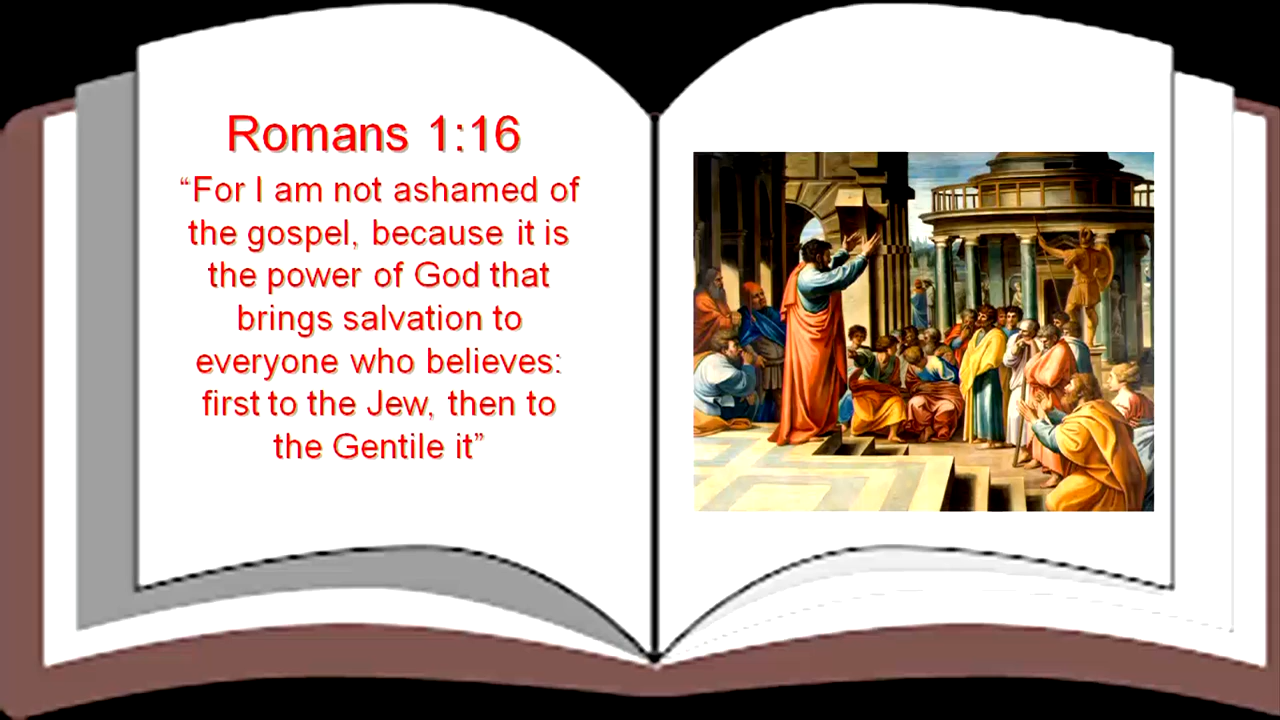 Romans 1:16
“For I am not ashamed of
the gospel, because it is
the power of God that
brings salvation to
everyone who believes:
first to the Jew, then to
the Gentile it”